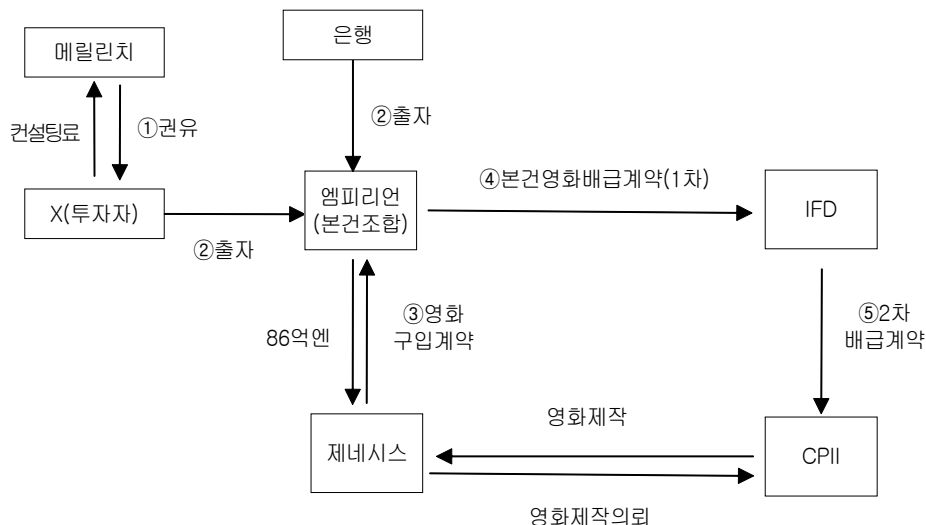 은행
메릴린치
②출자
컨설팅료
①권유
④본건영화배급계약(1차)
X(투자자)
엠피리언
(본건조합)
IFD
②출자
③영화
구입계약
86억엔
⑤2차
배급계약
영화제작
제네시스
CPII
영화제작의뢰